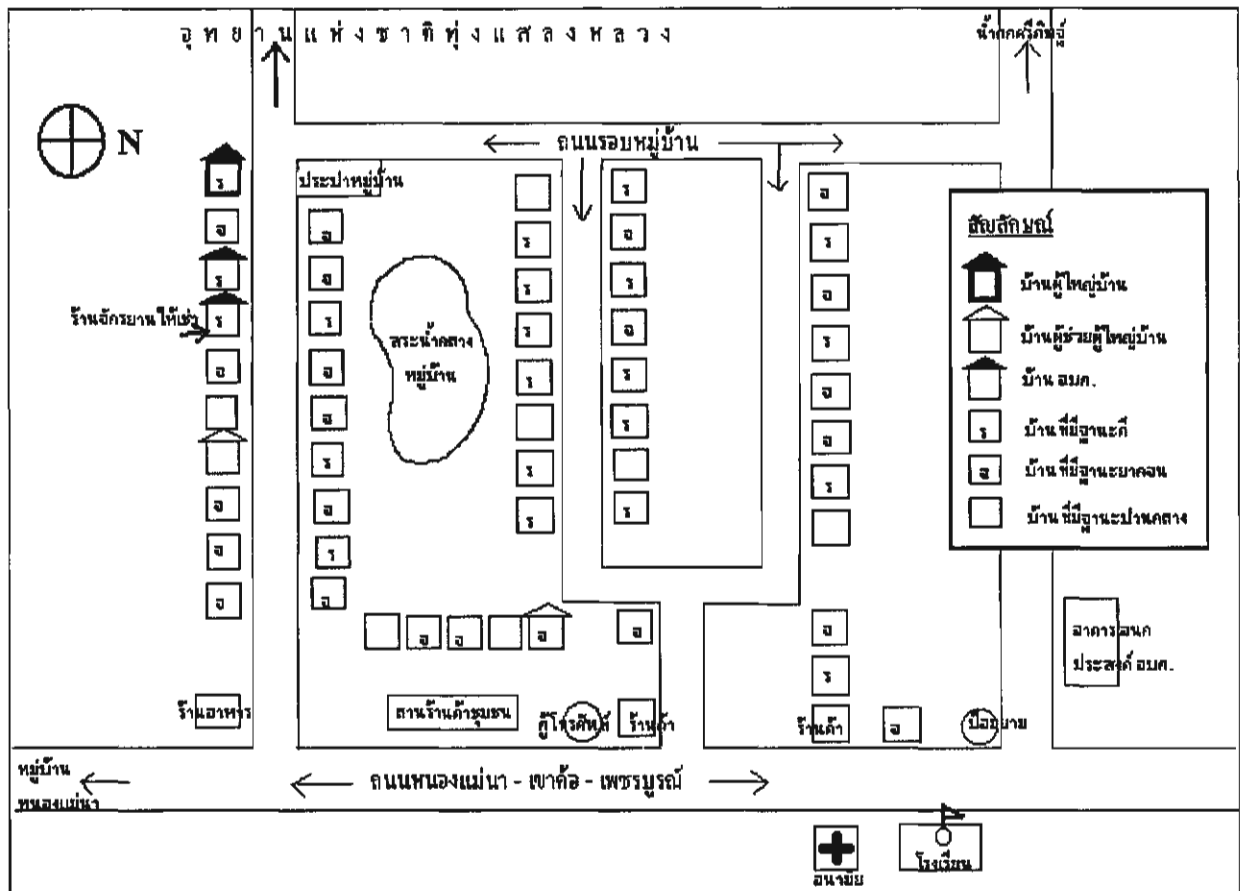 อุทยานแห่งชาติทุ่งแสลงหลวง
น้ำตกศรีดิษฐ์
N
ถนนรอบหมู่บ้าน
ประปาหมู่บ้าน
ร้านจักรยานให้เช่า
สระน้ำกลาง
หมู่บ้าน
สัญลักษณ์
บ้านผู้ใหญ่บ้าน
บ้านผู้ช่วยผู้ใหญ่บ้าน
บ้าน อบต.
ร บ้านที่มีฐานะดี
ย บ้านที่มีฐานะยากจน
บ้านที่มีฐานะปานกลาง
อาคารอเนก
ประสงค์ อบต.
ร้านอาหาร
ลานร้านค้าชุมชน
ตู้โทรศัพท์
ร้านค้า
ร้านค้า
ป้อมยาม
หมู่บ้าน
หนองแม่นา
ถนนหนองแม่นา - เขาค้อ - เพชรบูรณ์
อนามัย
โรงเรียน